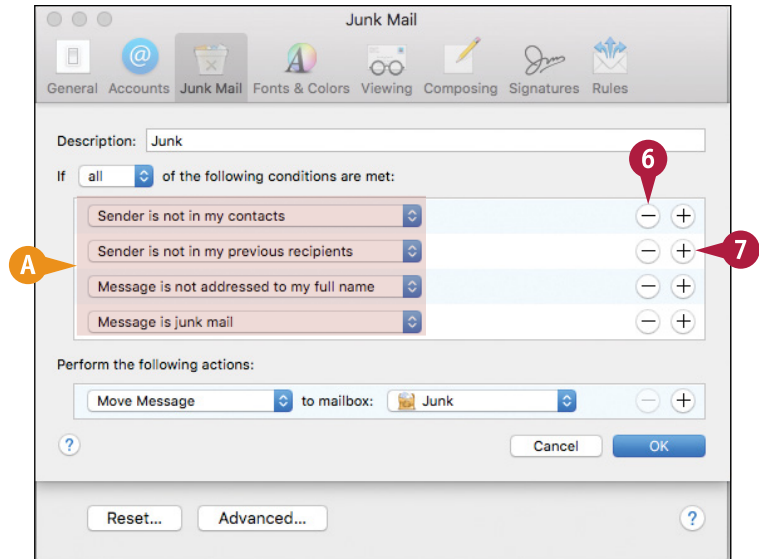 Junk Mail
General Accounts Junk Mail Fonts & Colors Viewing Composing Signatures Rules
Description: Junk
If all of the following conditions are met:
6
Sender is not in my contacts
Sender is not in my previous recipients
7
A
Message is not addressed to my full name
Message is junk mail
Perform the following actions:
Move Message to mailbox: Junk
? Cancel OK
Reset... Advanced... ?